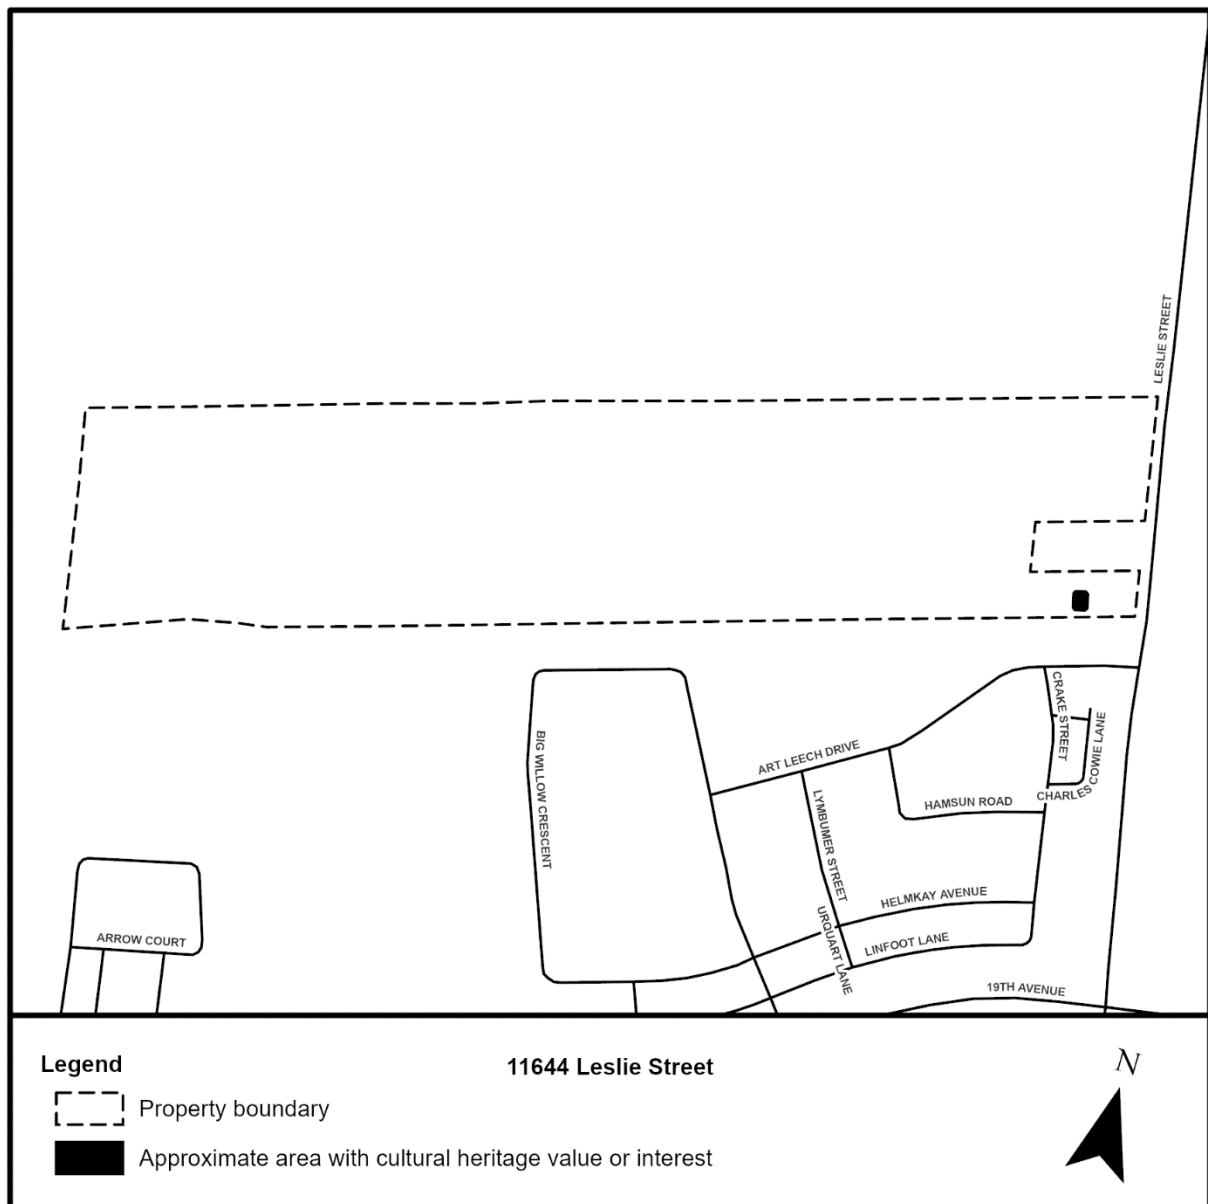 LESLIE STREET
CRAKE STREET
CHARLES COWIE LANE
BIG WILLOW CRESCENT
ART LEECH DRIVE
LYMBUMER STREET
HAMSUN ROAD
HELMKAY AVENUE
URQUART LANE
LINFOOT LANE
ARROW COURT
19TH AVENUE
Legend
11644 Leslie Street
N
Property boundary
Approximate area with cultural heritage value or interest